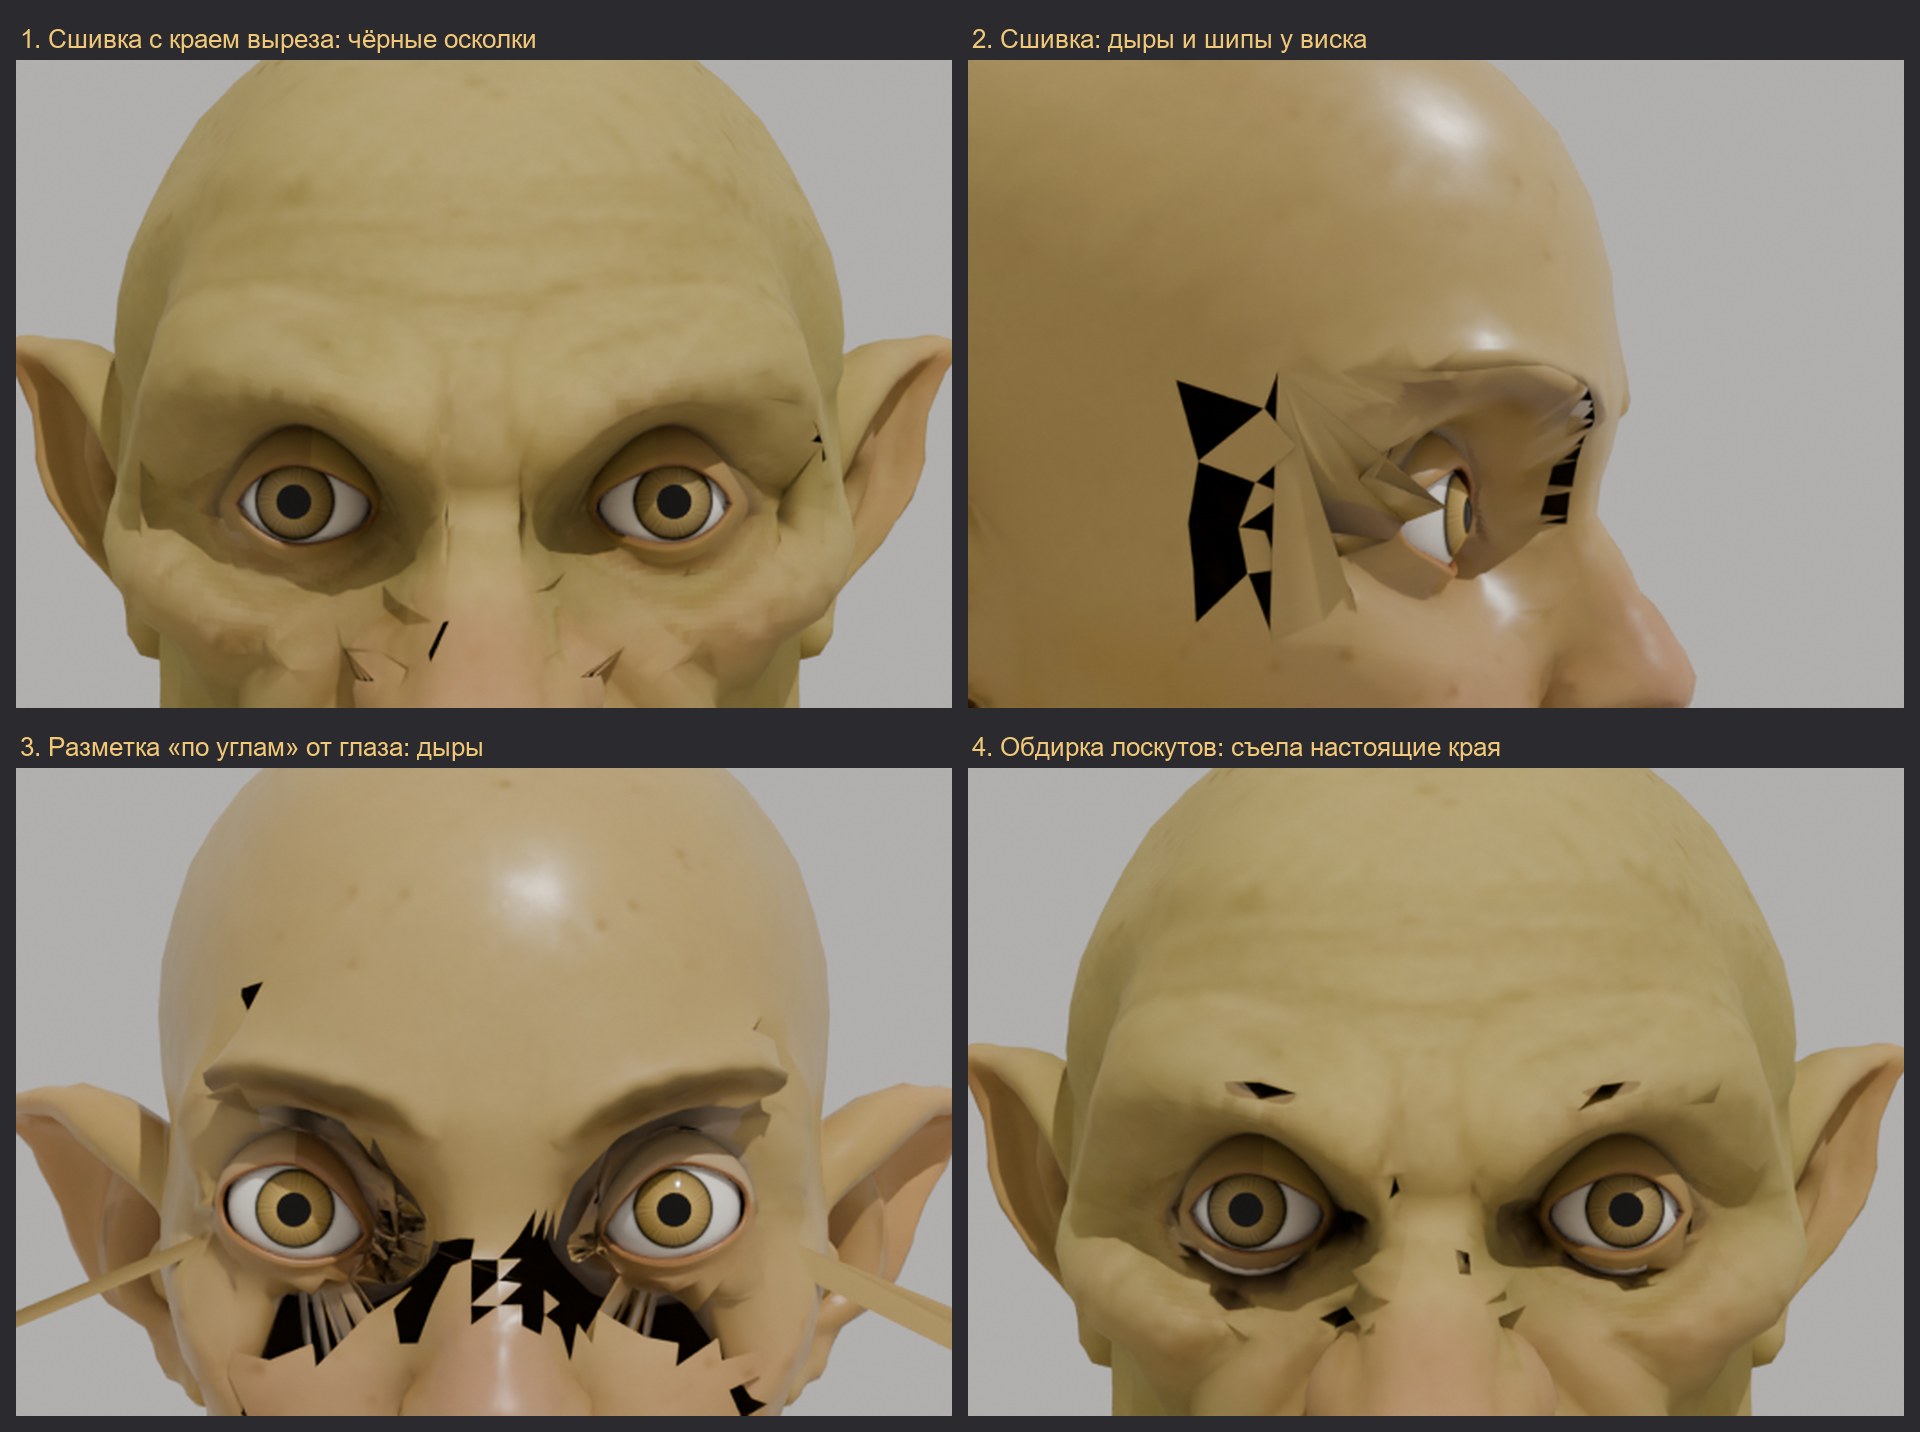 1. Сшивка с краем выреза: чёрные осколки
2. Сшивка: дыры и шипы у виска
3. Разметка «по углам» от глаза: дыры
4. Обдирка лоскутов: съела настоящие края